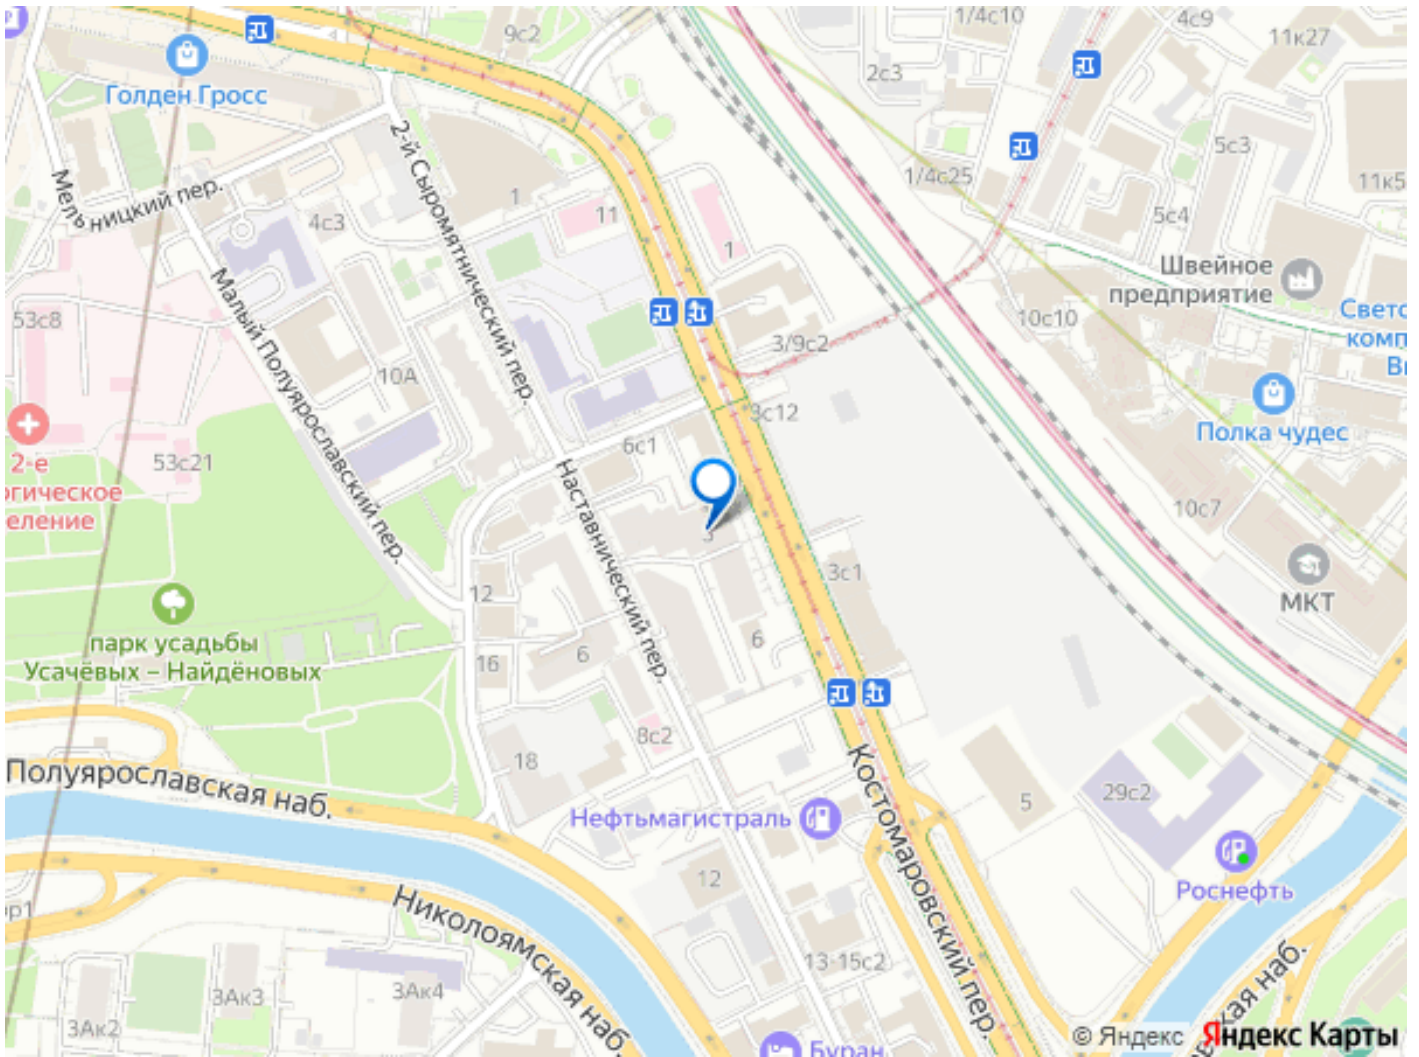 1/4с10
4с9
9с2
11к27
Голден Гросс
2с3
5с3
2-й Сыромятнический пер.
1/4с25
11к5
Мельницкий пер.
1
11
4с3
5с4
1
Швейное
предприятие
Малый Полуярославский пер.
53с8
10с10
3/9с2
10А
3с12
Полка чудес
6с1
2-е
53с21
Наставнический пер.
10с7
3
3с1
МКТ
12
парк усадьбы
Усачёвых – Найдёновых
6
6
16
8с2
18
Полуярославская наб.
Костомаровский пер.
5
29с2
Нефтьмагистраль
Роснефть
12
Николоямская наб.
13-15с2
3Ак3
3Ак4
3Ак2
Буран
© Яндекс Яндекс Карты